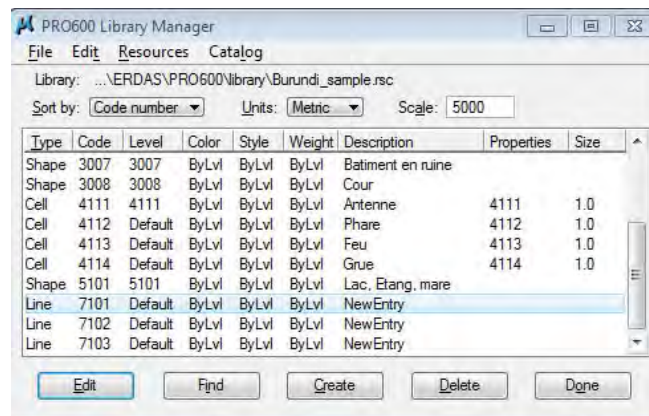 PRO600 Library Manager
File Edit Resources Catalog
Library: ...\ERDAS\PRO600\library\Burundi_sample.rsc
Sort by: Code number Units: Metric Scale: 5000
Type Code Level Color Style Weight Description Properties Size
Shape 3007 3007 ByLvl ByLvl ByLvl Batiment en ruine
Shape 3008 3008 ByLvl ByLvl ByLvl Cour
Cell 4111 4111 ByLvl ByLvl ByLvl Antenne 4111 1.0
Cell 4112 Default ByLvl ByLvl ByLvl Phare 4112 1.0
Cell 4113 Default ByLvl ByLvl ByLvl Feu 4113 1.0
Cell 4114 Default ByLvl ByLvl ByLvl Grue 4114 1.0
Shape 5101 5101 ByLvl ByLvl ByLvl Lac, Etang, mare
Line 7101 Default ByLvl ByLvl ByLvl NewEntry
Line 7102 Default ByLvl ByLvl ByLvl NewEntry
Line 7103 Default ByLvl ByLvl ByLvl NewEntry
Edit Find Create Delete Done